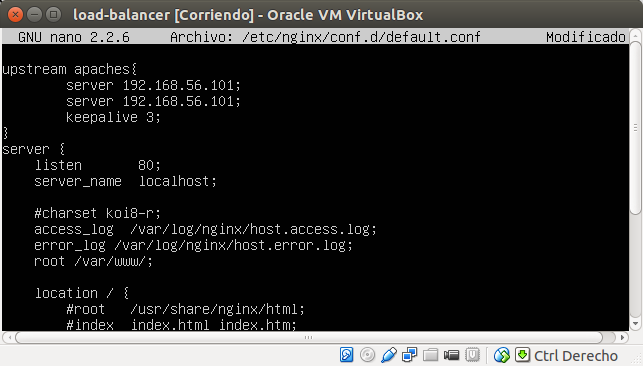 load-balancer [Corriendo] - Oracle VM VirtualBox
GNU nano 2.2.6 Archivo: /etc/nginx/conf.d/default.conf Modificado
upstream apaches{
server 192.168.56.101;
server 192.168.56.101;
keepalive 3;
}
server {
listen 80;
server_name localhost;
#charset koi8-r;
access_log /var/log/nginx/host.access.log;
error_log /var/log/nginx/host.error.log;
root /var/www/;
location / {
#root /usr/share/nginx/html;
#index index.html index.htm;
Ctrl Derecho